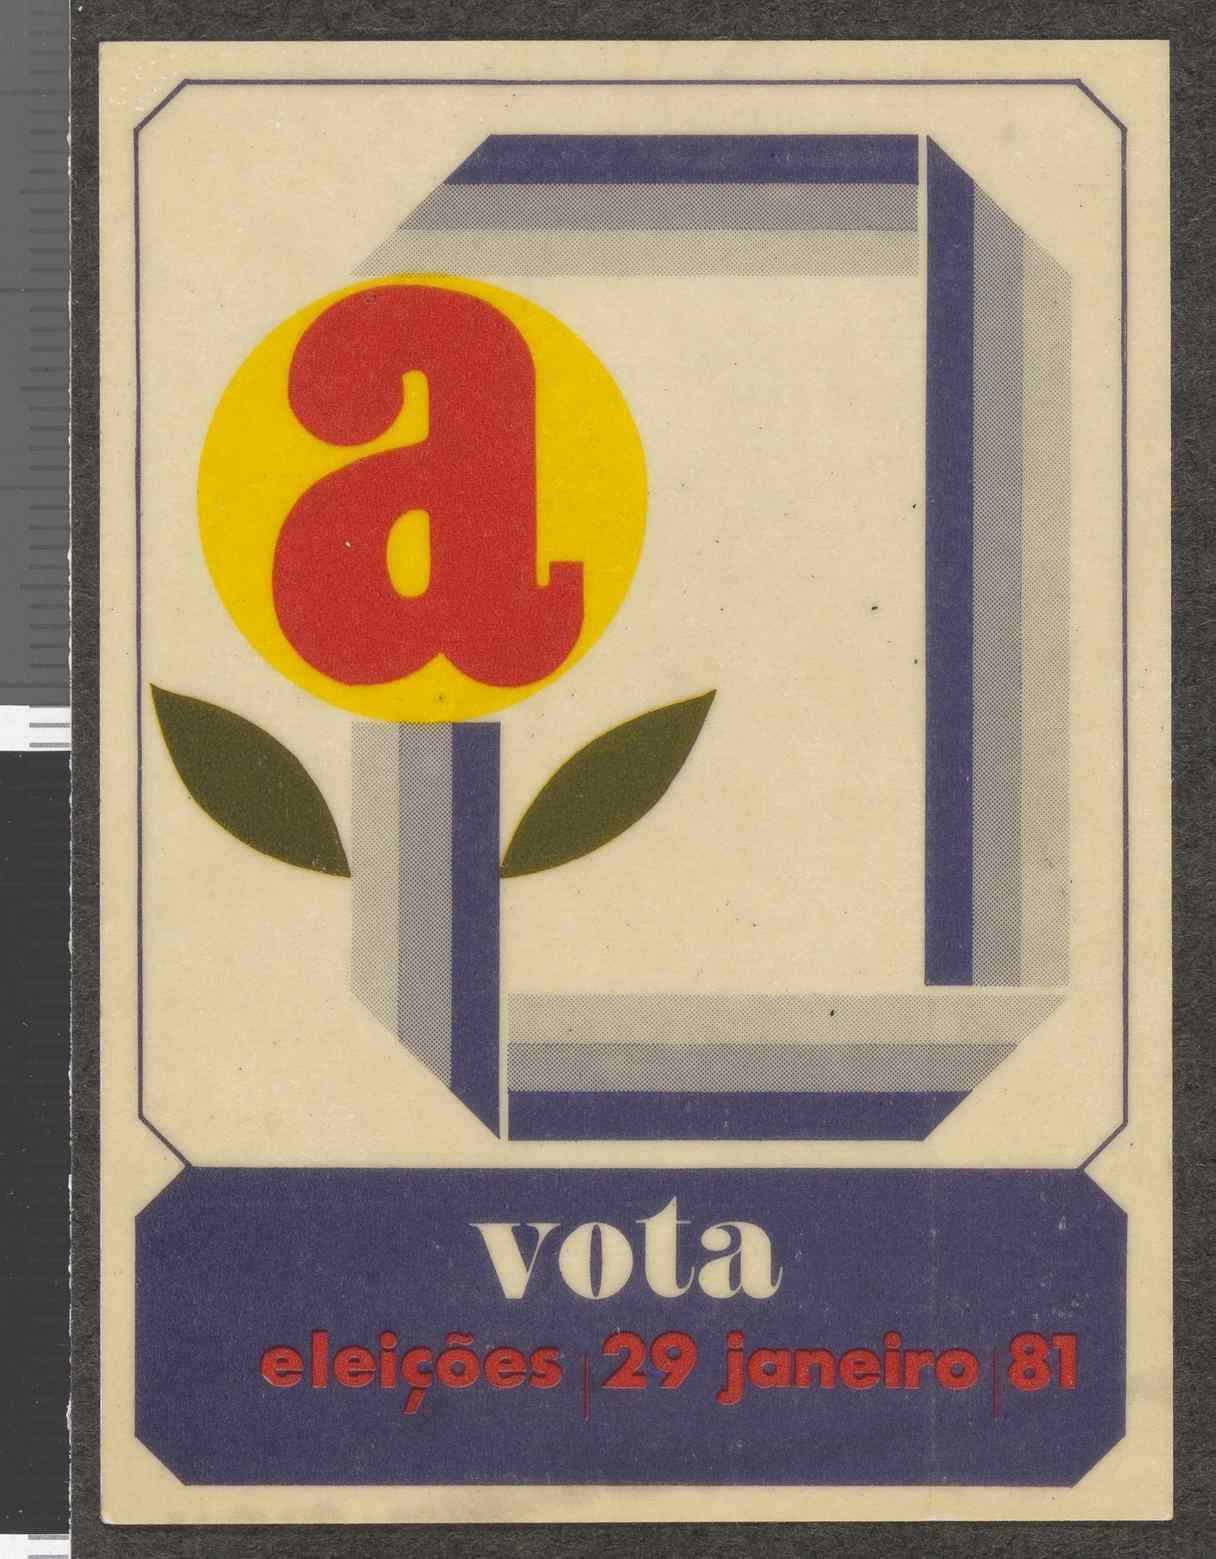 a
vota
eleições | 29 janeiro | 81